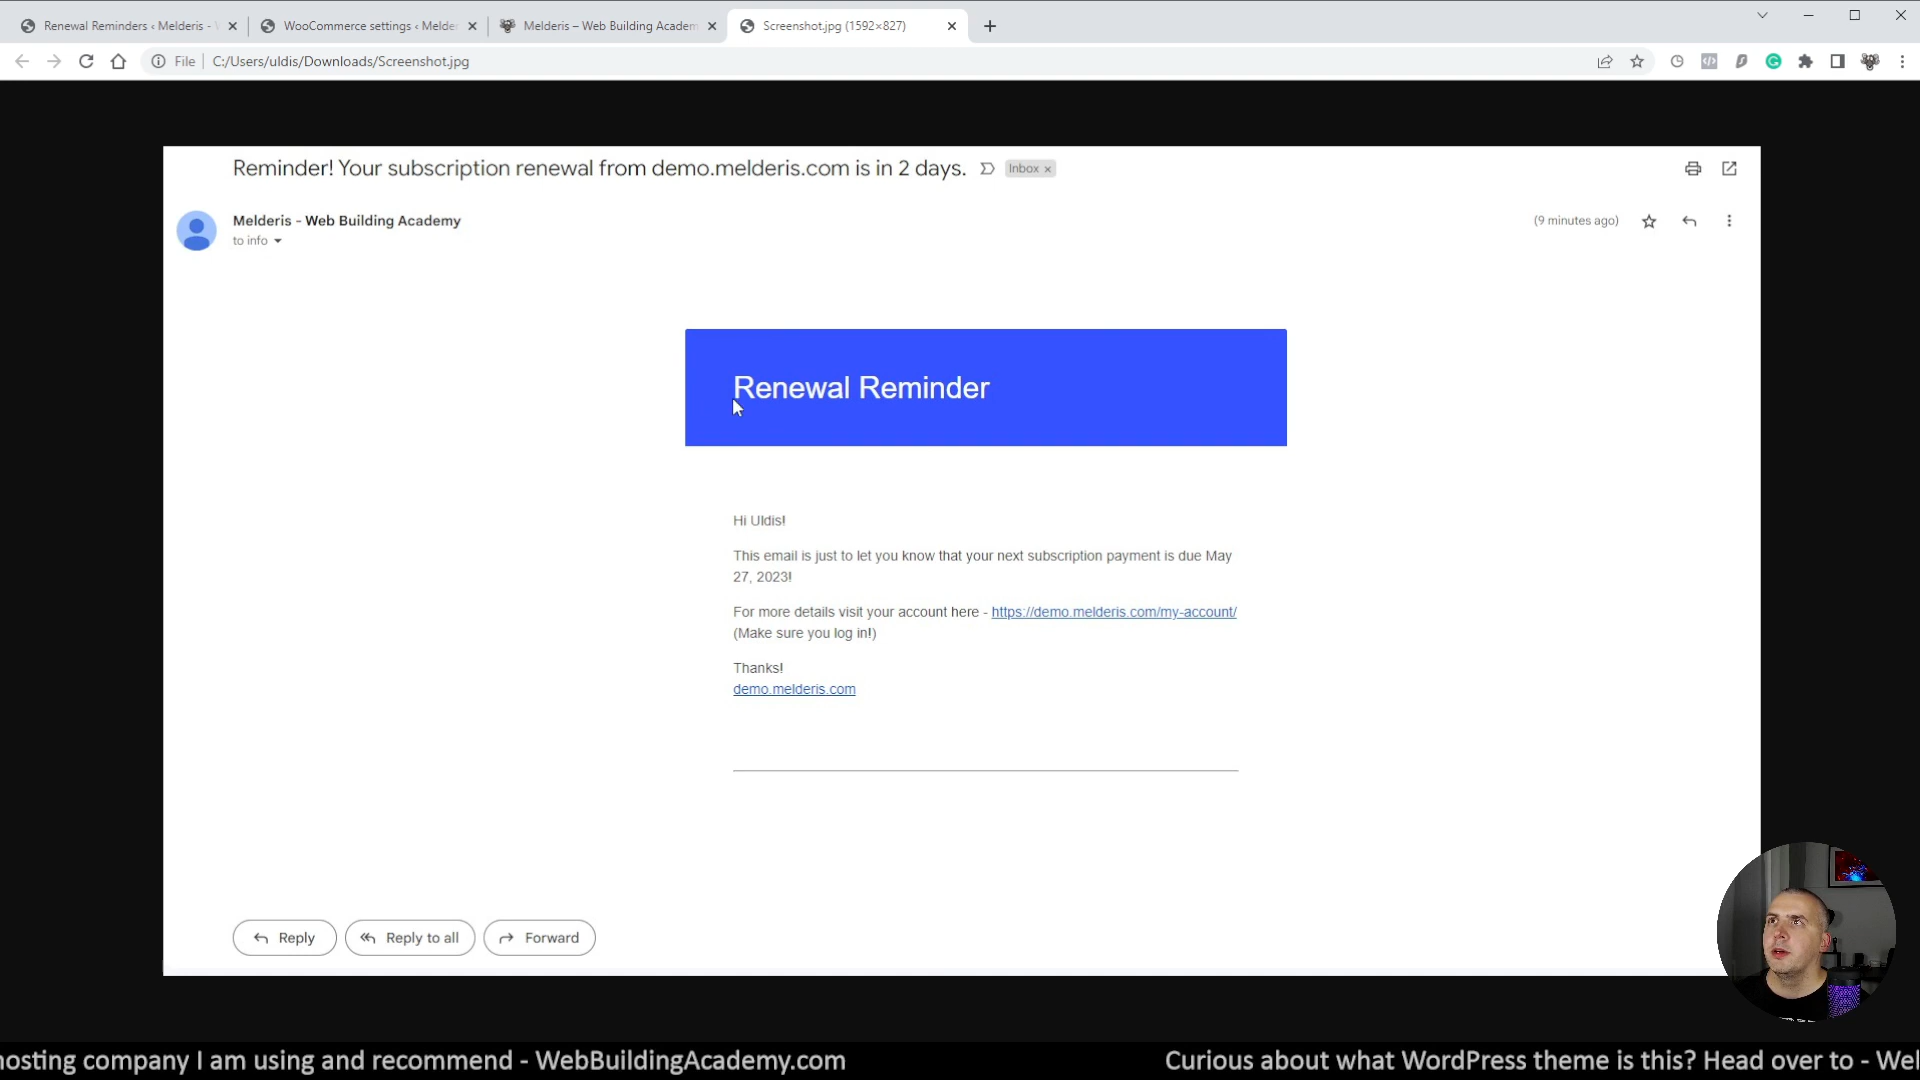 Renewal Reminders ‹ Melderis -
WooCommerce settings ‹ Melder
Melderis – Web Building Academ
Screenshot.jpg (1592×827)
File
C:/Users/uldis/Downloads/Screenshot.jpg
Reminder! Your subscription renewal from demo.melderis.com is in 2 days.
Inbox ×
Melderis - Web Building Academy
(9 minutes ago)
to info
Renewal Reminder
Hi Uldis!
This email is just to let you know that your next subscription payment is due May
27, 2023!
For more details visit your account here - https://demo.melderis.com/my-account/
(Make sure you log in!)
Thanks!
demo.melderis.com
Reply
Reply to all
Forward
hosting company I am using and recommend - WebBuildingAcademy.com
Curious about what WordPress theme is this? Head over to - Wel